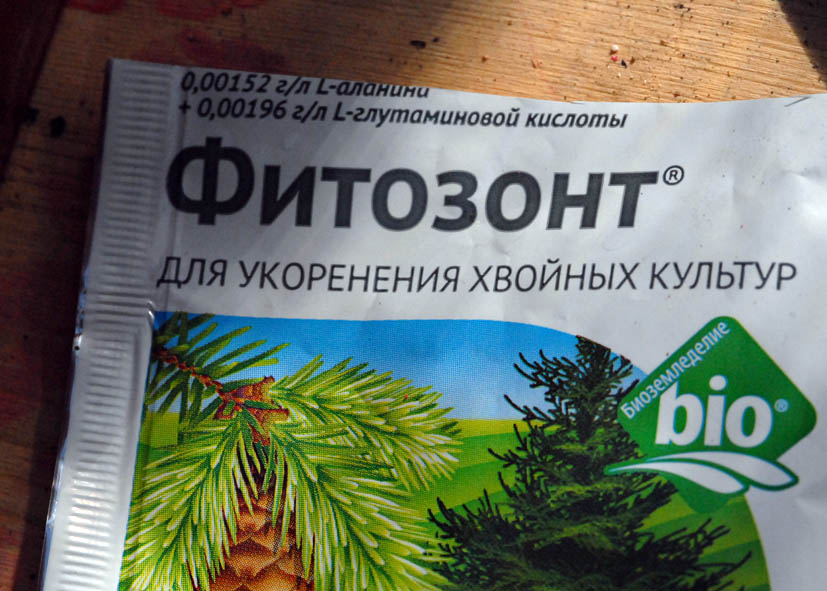 0,00152 г/л L-аланина
+ 0,00196 г/л L-глутаминовой кислоты
Фитозонт®
ДЛЯ УКОРЕНЕНИЯ ХВОЙНЫХ КУЛЬТУР
Биоземледелие
bio®